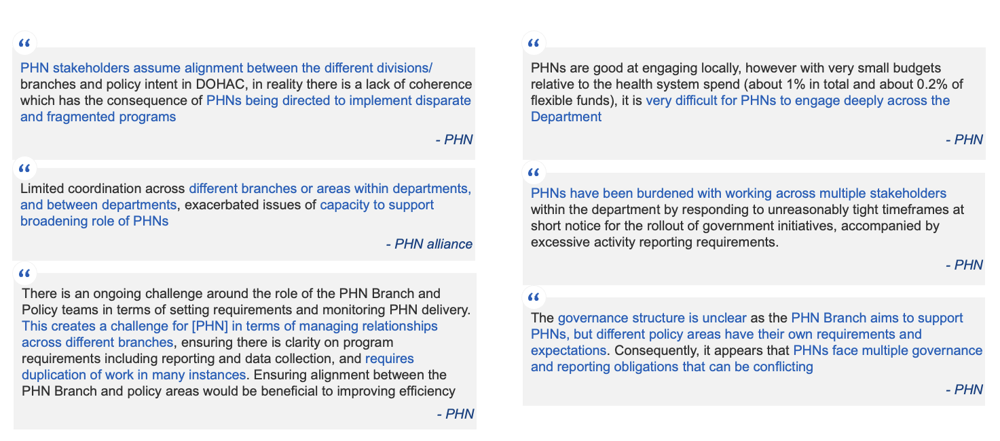 “
PHN stakeholders assume alignment between the different divisions/
branches and policy intent in DOHAC, in reality there is a lack of coherence
which has the consequence of PHNs being directed to implement disparate
and fragmented programs
- PHN
“
Limited coordination across different branches or areas within departments,
and between departments, exacerbated issues of capacity to support
broadening role of PHNs
- PHN alliance
“
There is an ongoing challenge around the role of the PHN Branch and
Policy teams in terms of setting requirements and monitoring PHN delivery.
This creates a challenge for [PHN] in terms of managing relationships
across different branches, ensuring there is clarity on program
requirements including reporting and data collection, and requires
duplication of work in many instances. Ensuring alignment between the
PHN Branch and policy areas would be beneficial to improving efficiency
- PHN
“
PHNs are good at engaging locally, however with very small budgets
relative to the health system spend (about 1% in total and about 0.2% of
flexible funds), it is very difficult for PHNs to engage deeply across the
Department
- PHN
“
PHNs have been burdened with working across multiple stakeholders
within the department by responding to unreasonably tight timeframes at
short notice for the rollout of government initiatives, accompanied by
excessive activity reporting requirements.
- PHN
“
The governance structure is unclear as the PHN Branch aims to support
PHNs, but different policy areas have their own requirements and
expectations. Consequently, it appears that PHNs face multiple governance
and reporting obligations that can be conflicting
- PHN